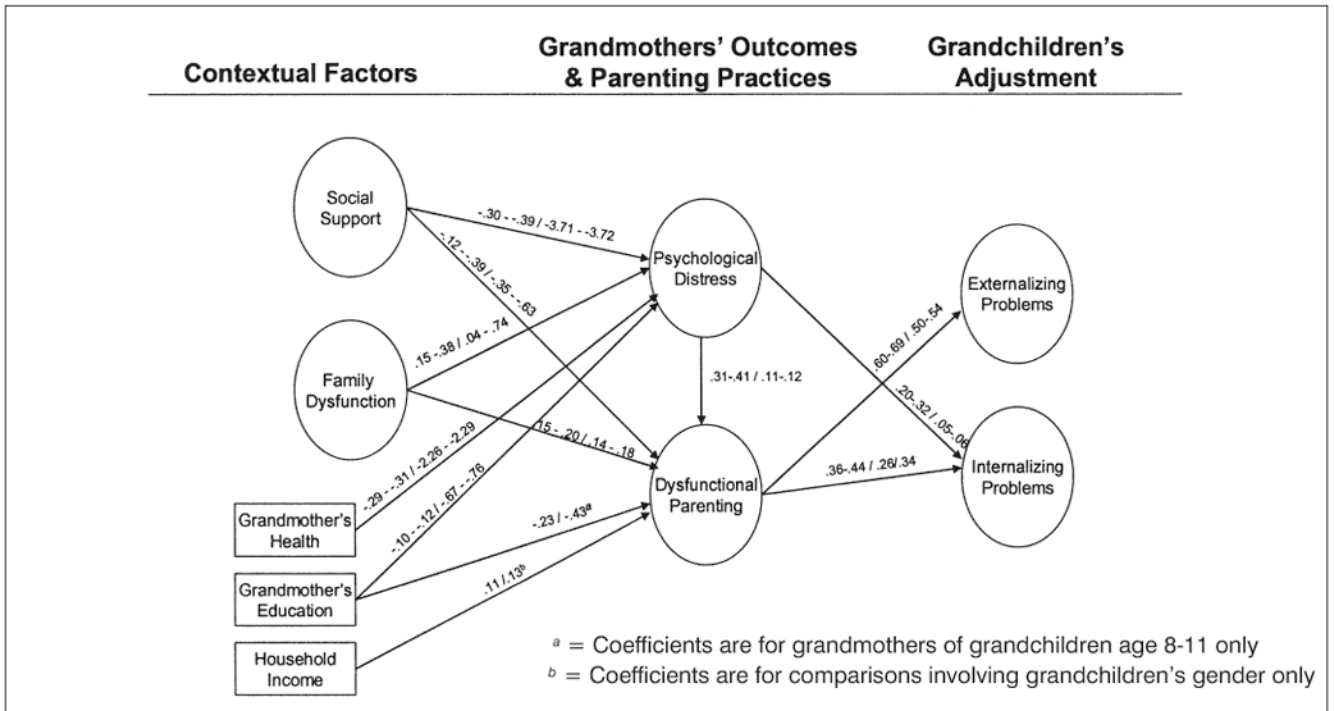 Contextual Factors
Grandmothers' Outcomes
& Parenting Practices
Grandchildren's
Adjustment
Social
Support
-.30 - -.39 / -3.71 - -3.72
-.12 - -.39 / -.35 - -.63
Psychological
Distress
Externalizing
Problems
.15 -.38 / .04 - .74
Family
Dysfunction
.31-.41 / .11-.12
.60-.69 / .50-.54
.20-.32 / .05-.06
.15 - .20 / .14 - .18
-.29 - -.31 / -2.26 - -2.29
-.10 - -.12 / -.67 - -.76
.36-.44 / .26/.34
Internalizing
Problems
Dysfunctional
Parenting
Grandmother's
Health
-.23 / -.43a
Grandmother's
Education
.11 /.13b
Household
Income
a = Coefficients are for grandmothers of grandchildren age 8-11 only
b = Coefficients are for comparisons involving grandchildren's gender only